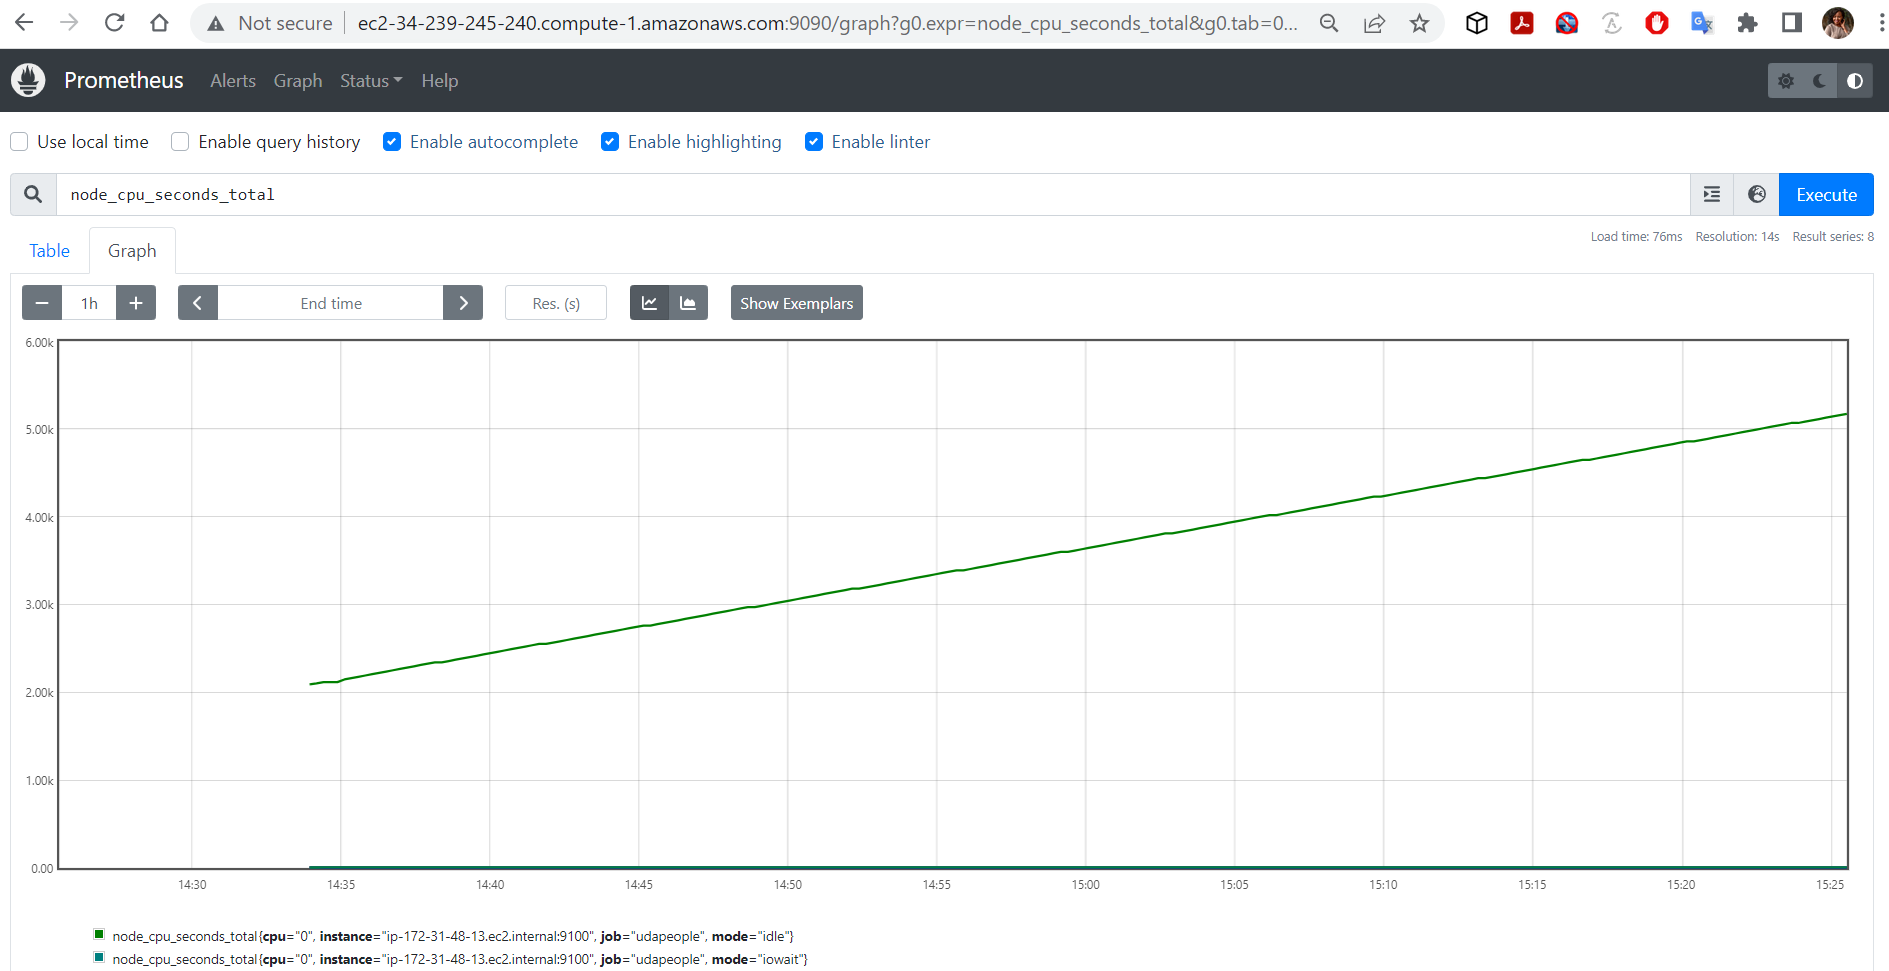 Not secure ec2-34-239-245-240.compute-1.amazonaws.com:9090/graph?g0.expr=node_cpu_seconds_total&g0.tab=0...
Prometheus Alerts Graph Status Help
Use local time Enable query history Enable autocomplete Enable highlighting Enable linter
node_cpu_seconds_total Execute
Table Graph Load time: 76ms Resolution: 14s Result series: 8
1h End time Res. (s) Show Exemplars
6.00k
5.00k
4.00k
3.00k
2.00k
1.00k
0.00
14:30 14:35 14:40 14:45 14:50 14:55 15:00 15:05 15:10 15:15 15:20 15:25
node_cpu_seconds_total{cpu="0", instance="ip-172-31-48-13.ec2.internal:9100", job="udapeople", mode="idle"}
node_cpu_seconds_total{cpu="0", instance="ip-172-31-48-13.ec2.internal:9100", job="udapeople", mode="iowait"}